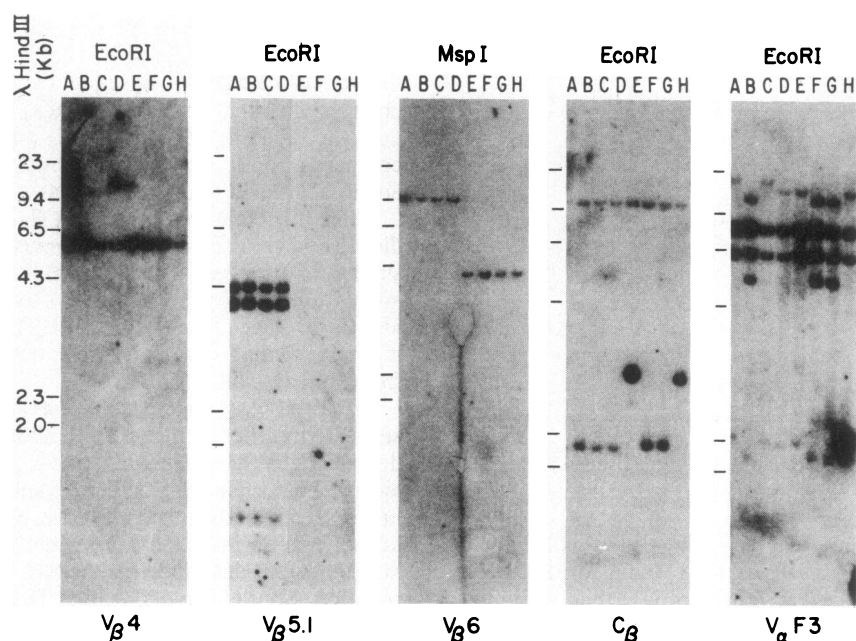 λ Hind III
(Kb)
EcoRI EcoRI Msp I EcoRI EcoRI
A B C D E F G H A B C D E F G H A B C D E F G H A B C D E F G H A B C D E F G H
23
9.4
6.5
4.3
2.3
2.0
Vβ4 Vβ5.1 Vβ6 Cβ Vα F3